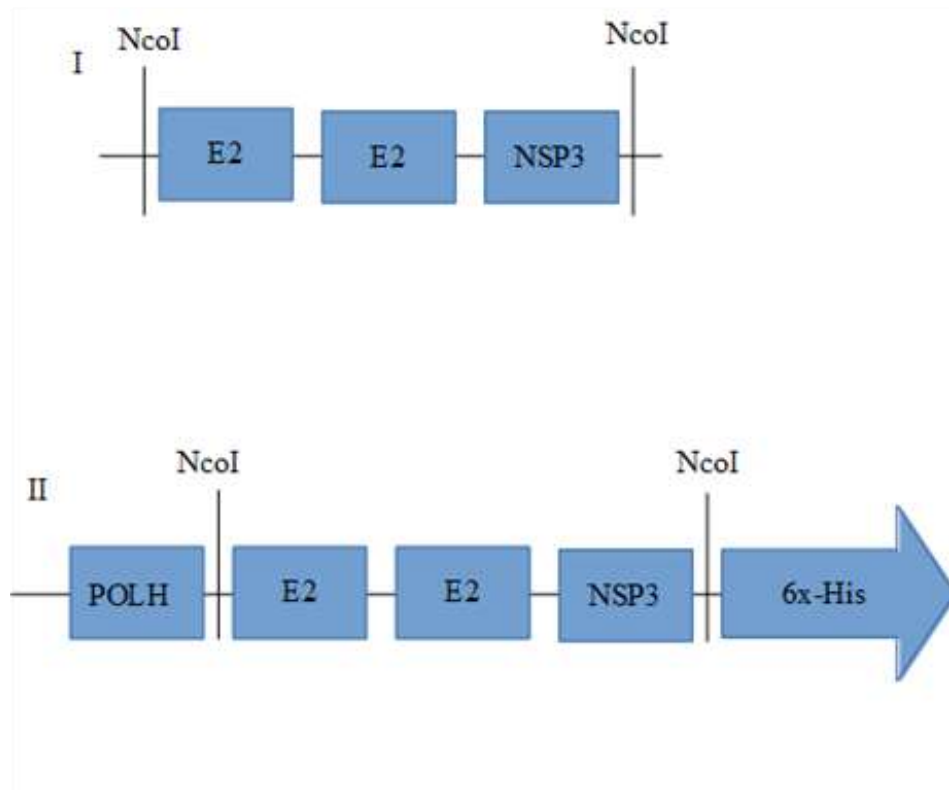 I
NcoI
NcoI
E2
E2
NSP3
II
NcoI
NcoI
POLH
E2
E2
NSP3
6x-His